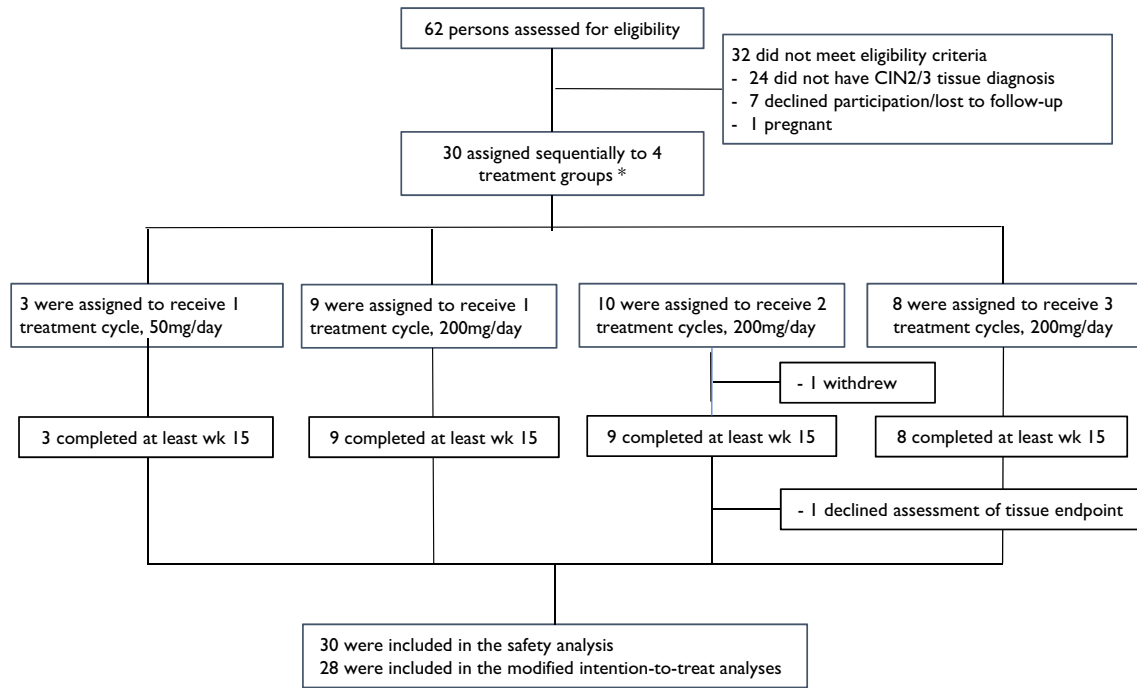 62 persons assessed for eligibility
32 did not meet eligibility criteria
- 24 did not have CIN2/3 tissue diagnosis
- 7 declined participation/lost to follow-up
- 1 pregnant
30 assigned sequentially to 4
treatment groups *
3 were assigned to receive 1
treatment cycle, 50mg/day
9 were assigned to receive 1
treatment cycle, 200mg/day
10 were assigned to receive 2
treatment cycles, 200mg/day
8 were assigned to receive 3
treatment cycles, 200mg/day
- 1 withdrew
3 completed at least wk 15
9 completed at least wk 15
9 completed at least wk 15
8 completed at least wk 15
- 1 declined assessment of tissue endpoint
30 were included in the safety analysis
28 were included in the modified intention-to-treat analyses